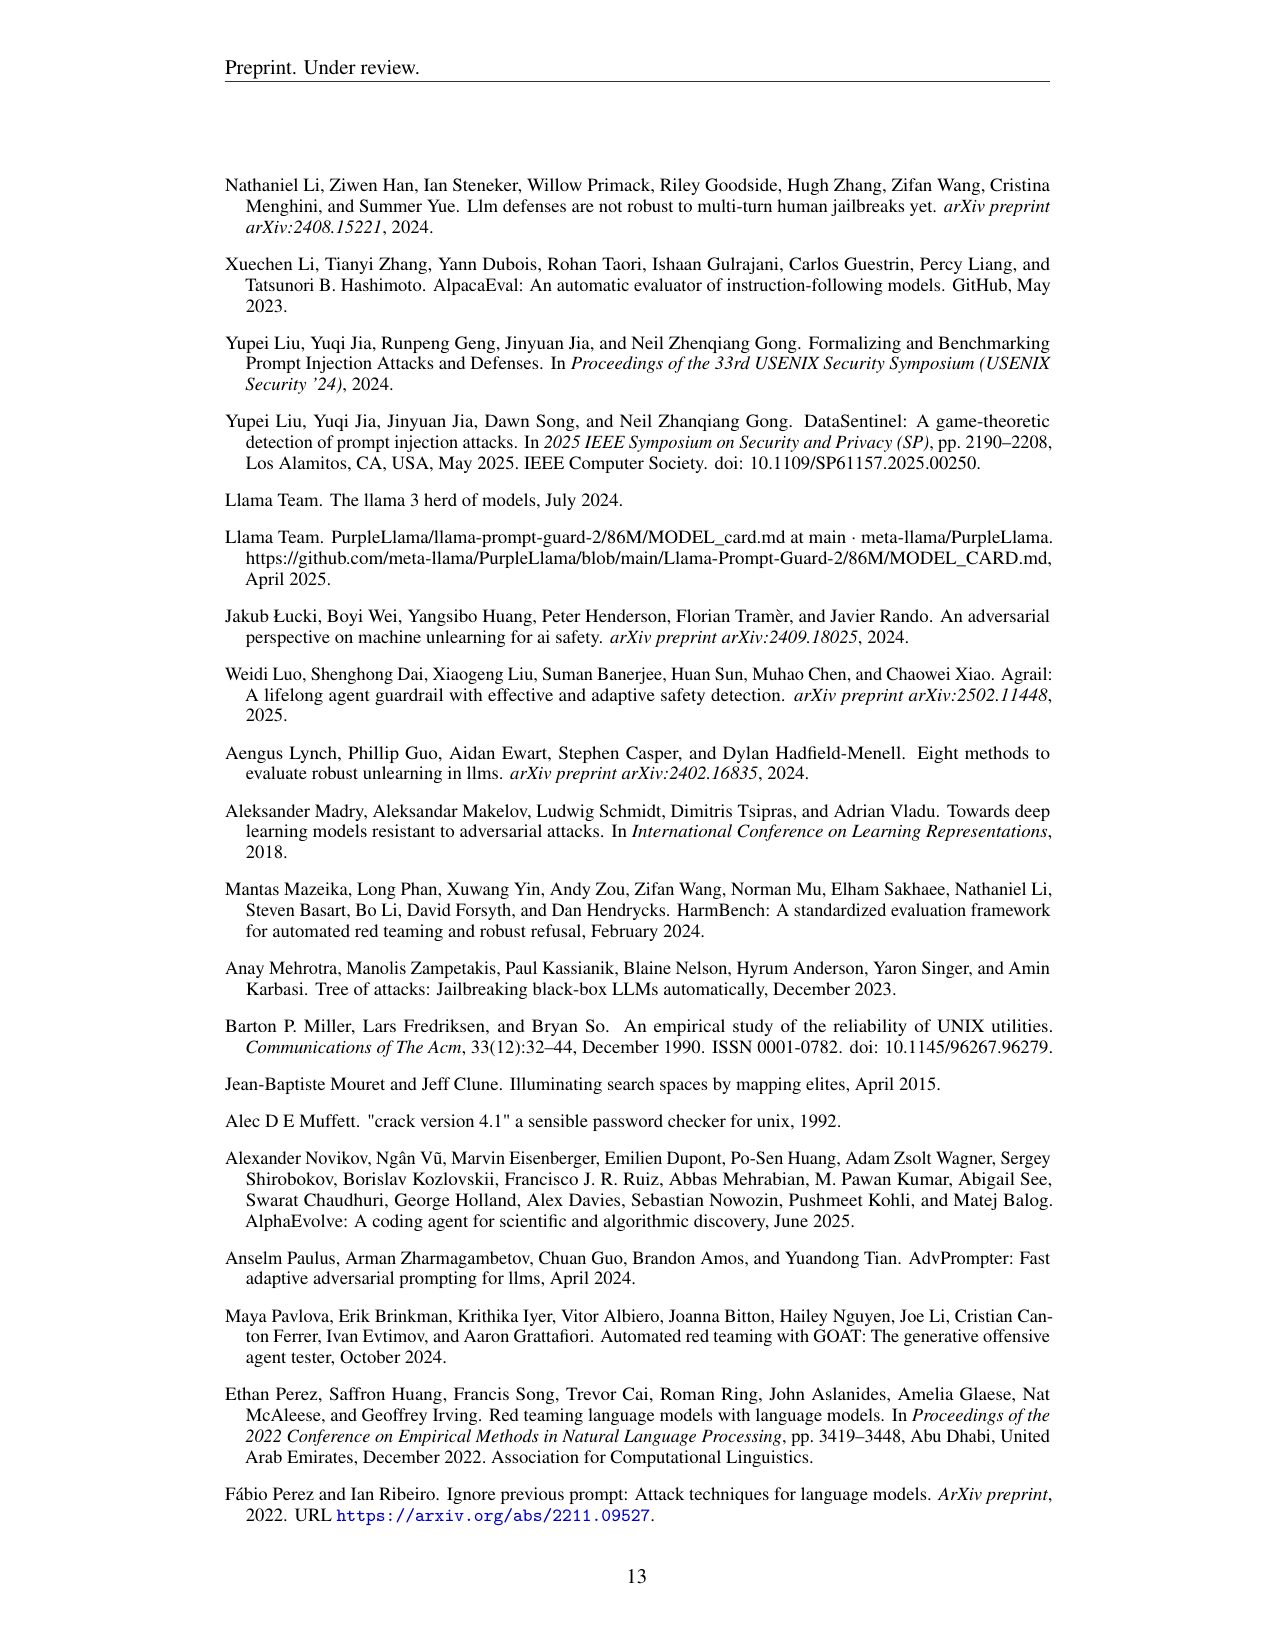 Preprint. Under review.
Nathaniel Li, Ziwen Han, Ian Steneker, Willow Primack, Riley Goodside, Hugh Zhang, Zifan Wang, Cristina
Menghini, and Summer Yue. Llm defenses are not robust to multi-turn human jailbreaks yet. arXiv preprint
arXiv:2408.15221, 2024.
Xuechen Li, Tianyi Zhang, Yann Dubois, Rohan Taori, Ishaan Gulrajani, Carlos Guestrin, Percy Liang, and
Tatsunori B. Hashimoto. AlpacaEval: An automatic evaluator of instruction-following models. GitHub, May
2023.
Yupei Liu, Yuqi Jia, Runpeng Geng, Jinyuan Jia, and Neil Zhenqiang Gong. Formalizing and Benchmarking
Prompt Injection Attacks and Defenses. In Proceedings of the 33rd USENIX Security Symposium (USENIX
Security ’24), 2024.
Yupei Liu, Yuqi Jia, Jinyuan Jia, Dawn Song, and Neil Zhanqiang Gong. DataSentinel: A game-theoretic
detection of prompt injection attacks. In 2025 IEEE Symposium on Security and Privacy (SP), pp. 2190–2208,
Los Alamitos, CA, USA, May 2025. IEEE Computer Society. doi: 10.1109/SP61157.2025.00250.
Llama Team. The llama 3 herd of models, July 2024.
Llama Team. PurpleLlama/llama-prompt-guard-2/86M/MODEL_card.md at main · meta-llama/PurpleLlama.
https://github.com/meta-llama/PurpleLlama/blob/main/Llama-Prompt-Guard-2/86M/MODEL_CARD.md,
April 2025.
Jakub Łucki, Boyi Wei, Yangsibo Huang, Peter Henderson, Florian Tramèr, and Javier Rando. An adversarial
perspective on machine unlearning for ai safety. arXiv preprint arXiv:2409.18025, 2024.
Weidi Luo, Shenghong Dai, Xiaogeng Liu, Suman Banerjee, Huan Sun, Muhao Chen, and Chaowei Xiao. Agrail:
A lifelong agent guardrail with effective and adaptive safety detection. arXiv preprint arXiv:2502.11448,
2025.
Aengus Lynch, Phillip Guo, Aidan Ewart, Stephen Casper, and Dylan Hadfield-Menell. Eight methods to
evaluate robust unlearning in llms. arXiv preprint arXiv:2402.16835, 2024.
Aleksander Madry, Aleksandar Makelov, Ludwig Schmidt, Dimitris Tsipras, and Adrian Vladu. Towards deep
learning models resistant to adversarial attacks. In International Conference on Learning Representations,
2018.
Mantas Mazeika, Long Phan, Xuwang Yin, Andy Zou, Zifan Wang, Norman Mu, Elham Sakhaee, Nathaniel Li,
Steven Basart, Bo Li, David Forsyth, and Dan Hendrycks. HarmBench: A standardized evaluation framework
for automated red teaming and robust refusal, February 2024.
Anay Mehrotra, Manolis Zampetakis, Paul Kassianik, Blaine Nelson, Hyrum Anderson, Yaron Singer, and Amin
Karbasi. Tree of attacks: Jailbreaking black-box LLMs automatically, December 2023.
Barton P. Miller, Lars Fredriksen, and Bryan So. An empirical study of the reliability of UNIX utilities.
Communications of The Acm, 33(12):32–44, December 1990. ISSN 0001-0782. doi: 10.1145/96267.96279.
Jean-Baptiste Mouret and Jeff Clune. Illuminating search spaces by mapping elites, April 2015.
Alec D E Muffett. "crack version 4.1" a sensible password checker for unix, 1992.
Alexander Novikov, Ngân Vũ, Marvin Eisenberger, Emilien Dupont, Po-Sen Huang, Adam Zsolt Wagner, Sergey
Shirobokov, Borislav Kozlovskii, Francisco J. R. Ruiz, Abbas Mehrabian, M. Pawan Kumar, Abigail See,
Swarat Chaudhuri, George Holland, Alex Davies, Sebastian Nowozin, Pushmeet Kohli, and Matej Balog.
AlphaEvolve: A coding agent for scientific and algorithmic discovery, June 2025.
Anselm Paulus, Arman Zharmagambetov, Chuan Guo, Brandon Amos, and Yuandong Tian. AdvPrompter: Fast
adaptive adversarial prompting for llms, April 2024.
Maya Pavlova, Erik Brinkman, Krithika Iyer, Vitor Albiero, Joanna Bitton, Hailey Nguyen, Joe Li, Cristian Can-
ton Ferrer, Ivan Evtimov, and Aaron Grattafiori. Automated red teaming with GOAT: The generative offensive
agent tester, October 2024.
Ethan Perez, Saffron Huang, Francis Song, Trevor Cai, Roman Ring, John Aslanides, Amelia Glaese, Nat
McAleese, and Geoffrey Irving. Red teaming language models with language models. In Proceedings of the
2022 Conference on Empirical Methods in Natural Language Processing, pp. 3419–3448, Abu Dhabi, United
Arab Emirates, December 2022. Association for Computational Linguistics.
Fábio Perez and Ian Ribeiro. Ignore previous prompt: Attack techniques for language models. ArXiv preprint,
2022. URL https://arxiv.org/abs/2211.09527.
13